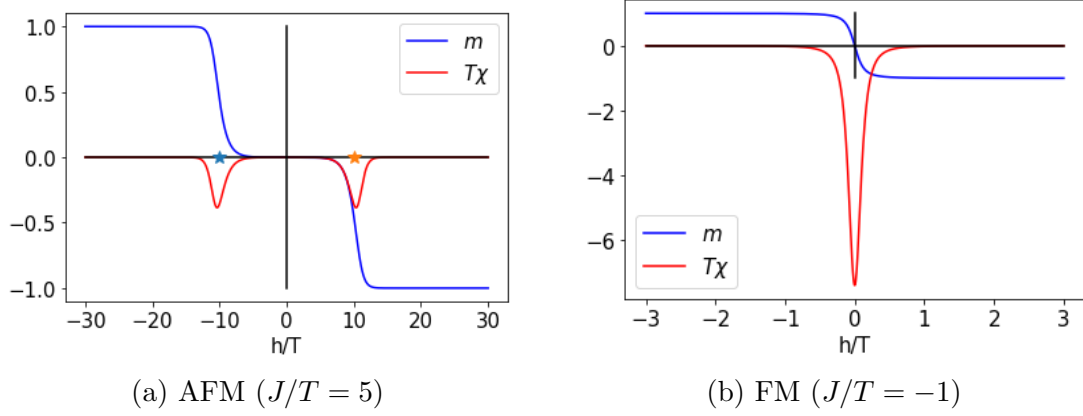 1.0
0.5
0.0
−0.5
−1.0
m
Tχ
−30 −20 −10 0 10 20 30
h/T
(a) AFM (J/T = 5)
0
−2
−4
−6
m
Tχ
−3 −2 −1 0 1 2 3
h/T
(b) FM (J/T = −1)